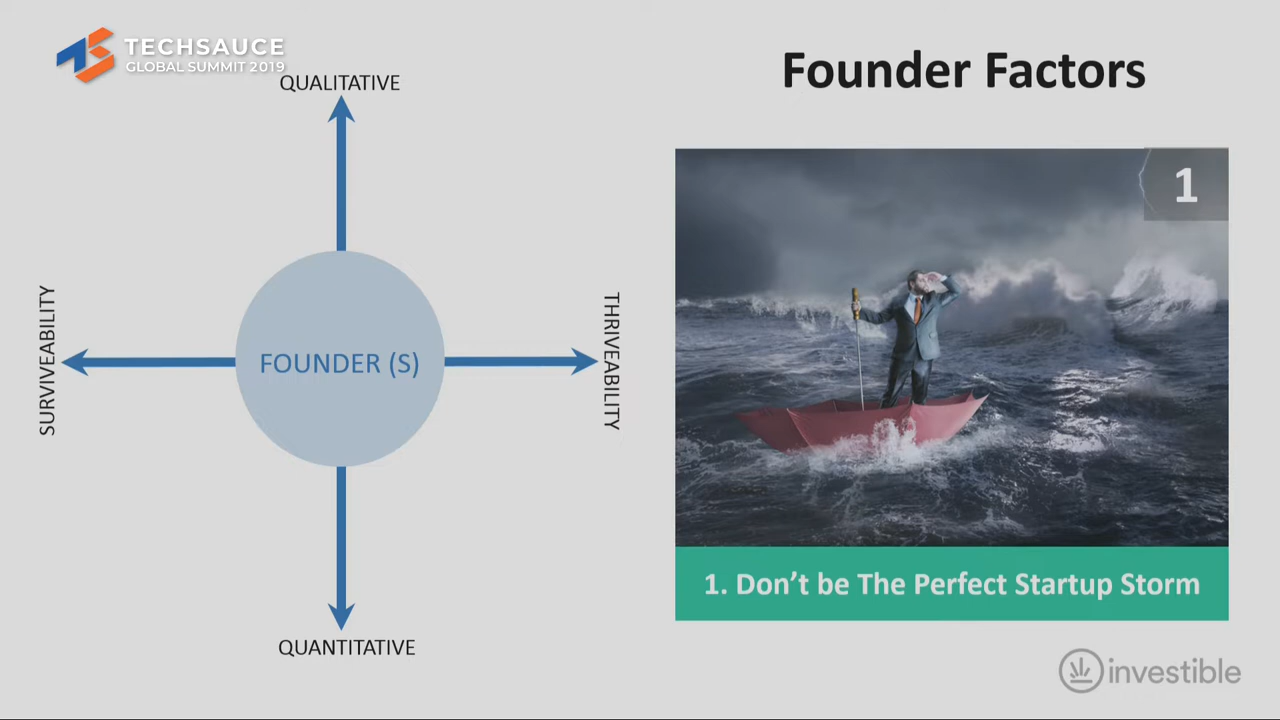 TECHSAUCE
GLOBAL SUMMIT 2019
QUALITATIVE
SURVIVEABILITY
FOUNDER (S)
THRIVEABILITY
QUANTITATIVE
Founder Factors
1
1. Don't be The Perfect Startup Storm
investible